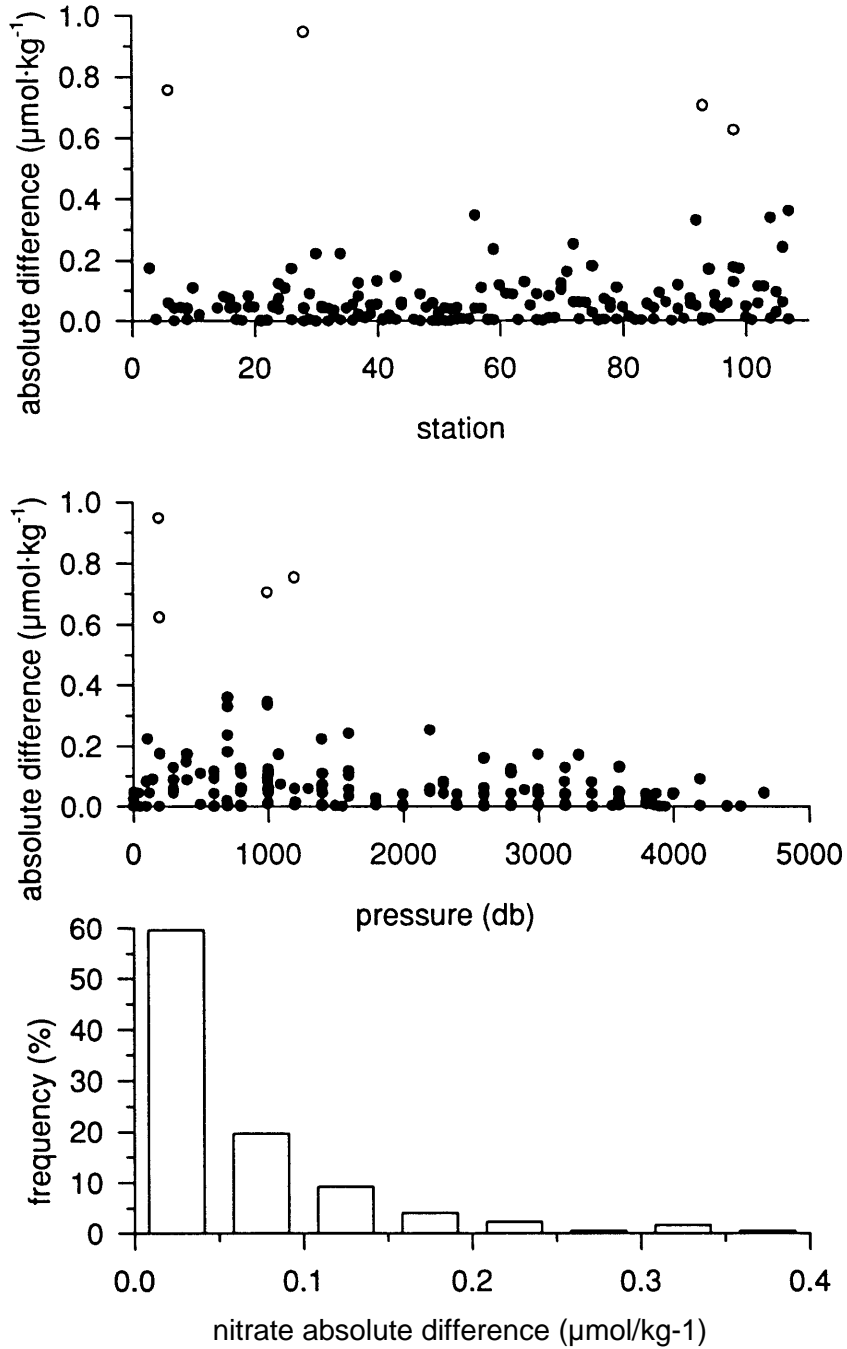 absolute difference (µmol·kg-1)
1.0
0.8
0.6
0.4
0.2
0.0
0 20 40 60 80 100
station
absolute difference (µmol·kg-1)
1.0
0.8
0.6
0.4
0.2
0.0
0 1000 2000 3000 4000 5000
pressure (db)
frequency (%)
60
50
40
30
20
10
0
0.0 0.1 0.2 0.3 0.4
nitrate absolute difference (µmol/kg-1)